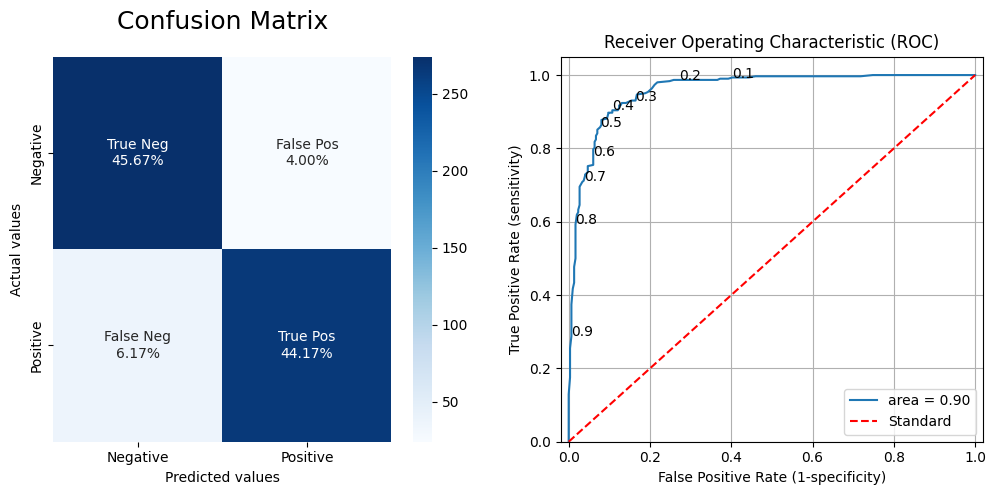 Confusion Matrix
Actual values
Negative
Positive
True Neg
45.67%
False Pos
4.00%
False Neg
6.17%
True Pos
44.17%
Negative
Positive
Predicted values
250
200
150
100
50
Receiver Operating Characteristic (ROC)
True Positive Rate (sensitivity)
1.0
0.8
0.6
0.4
0.2
0.0
0.1
0.2
0.3
0.4
0.5
0.6
0.7
0.8
0.9
area = 0.90
Standard
0.0
0.2
0.4
0.6
0.8
1.0
False Positive Rate (1-specificity)